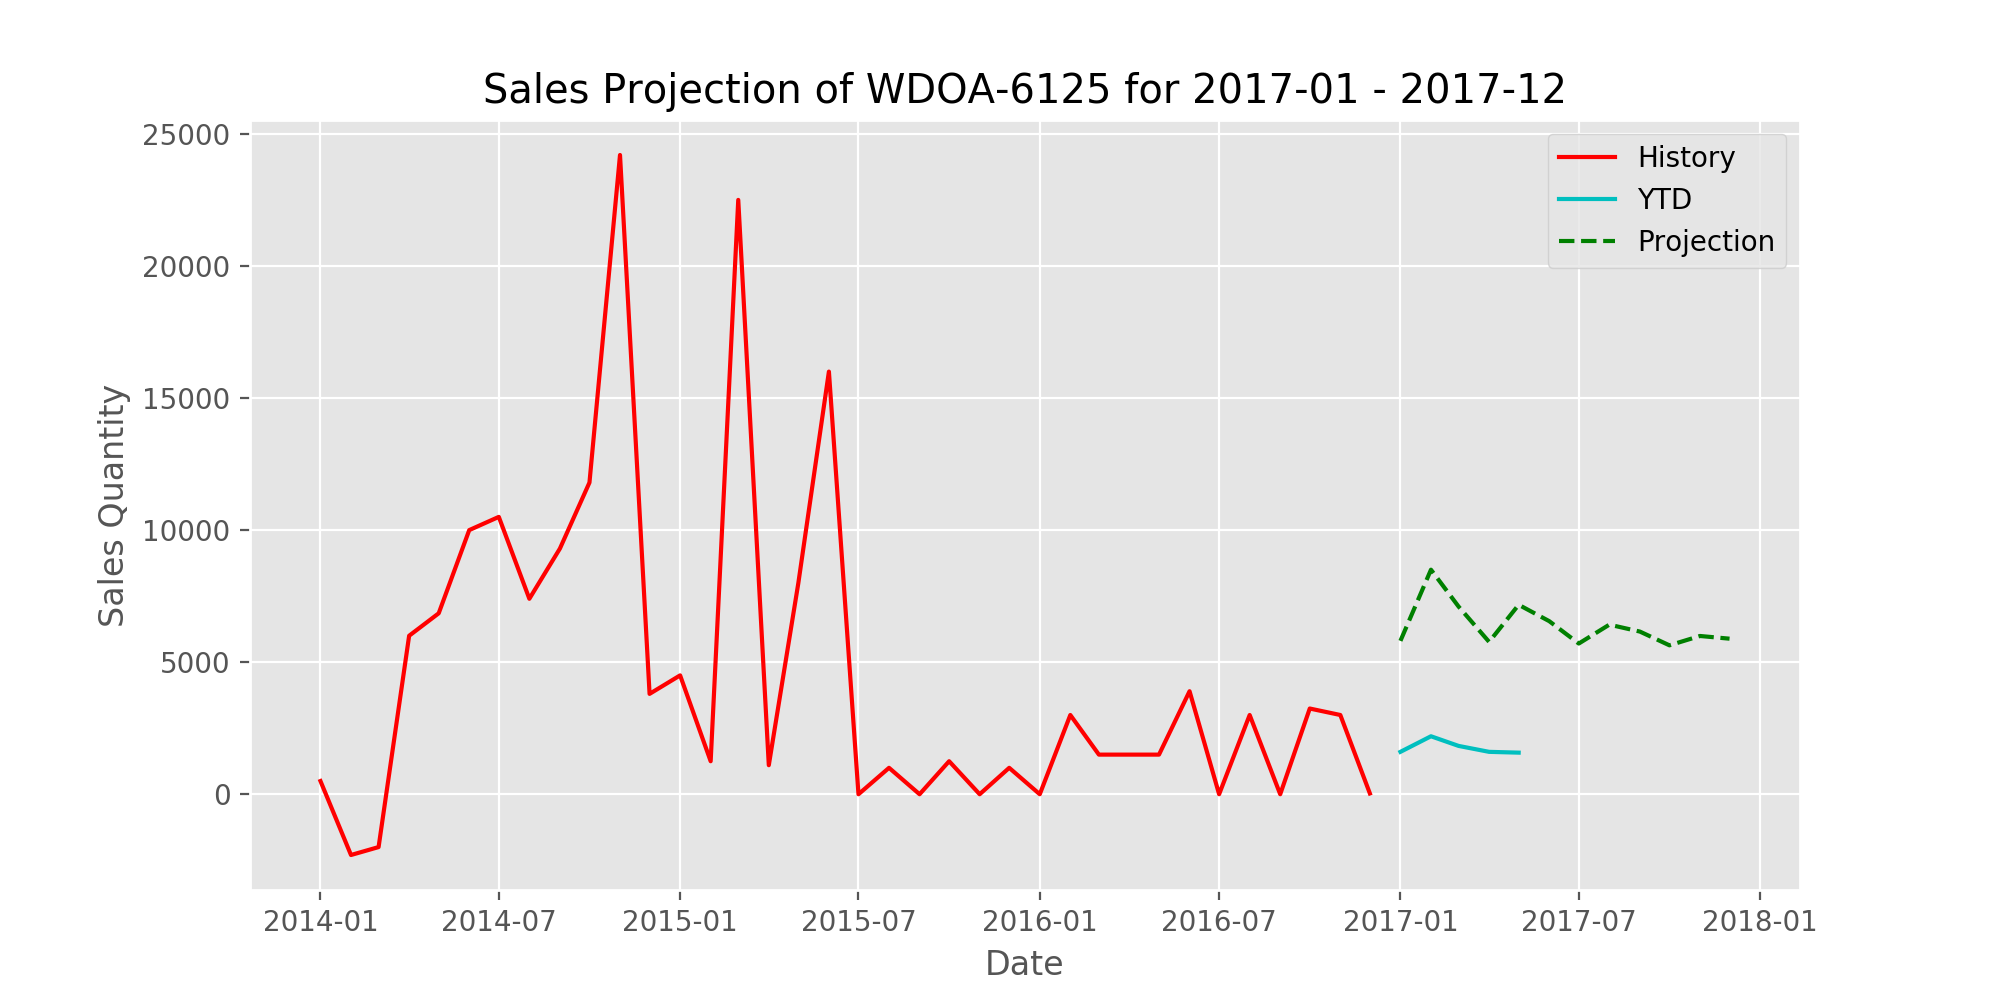 Sales Projection of WDOA-6125 for 2017-01 - 2017-12
25000
20000
15000
10000
5000
0
Sales Quantity
History
YTD
Projection
2014-01 2014-07 2015-01 2015-07 2016-01 2016-07 2017-01 2017-07 2018-01
Date